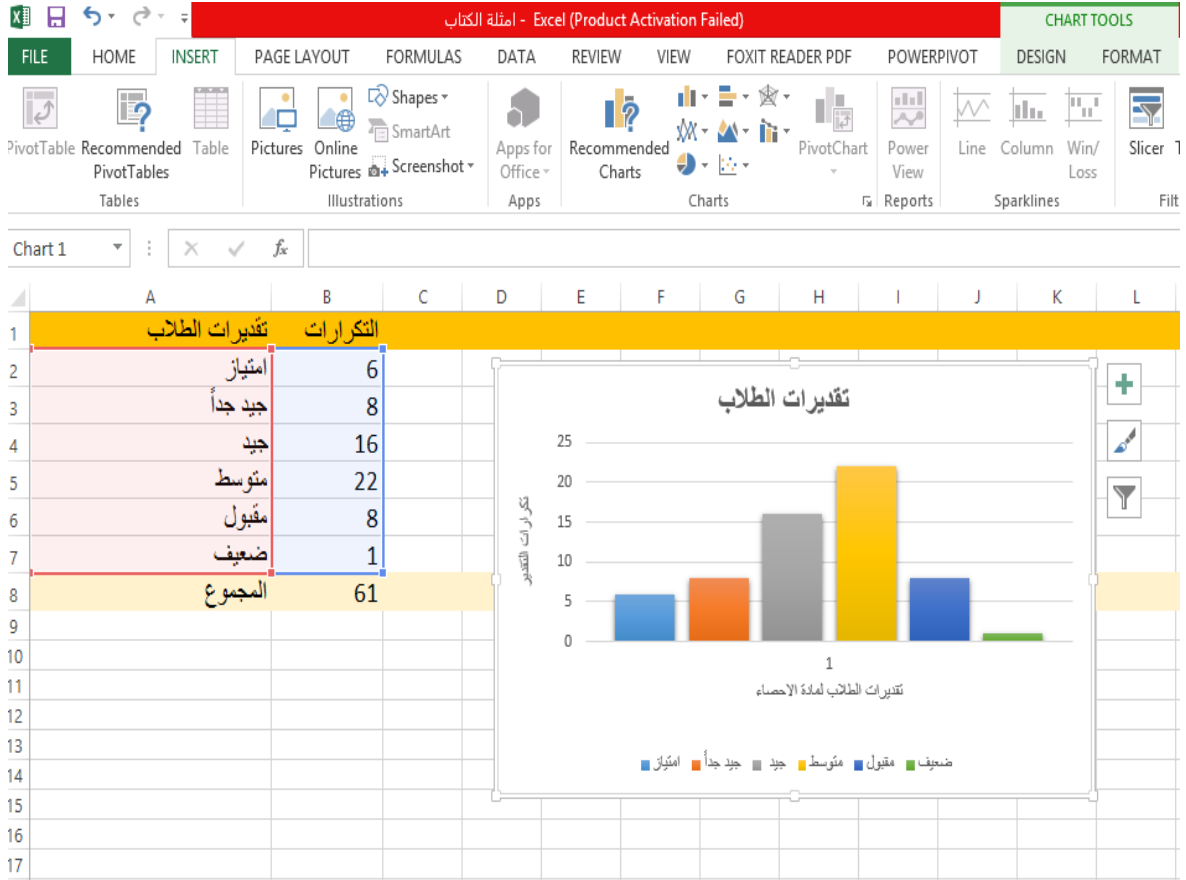 امثلة الكتاب - Excel (Product Activation Failed)
CHART TOOLS
FILE HOME INSERT PAGE LAYOUT FORMULAS DATA REVIEW VIEW FOXIT READER PDF POWERPIVOT DESIGN FORMAT
PivotTable Recommended PivotTables Table
Tables
Pictures Online Pictures Shapes SmartArt Screenshot
Illustrations
Apps for Office
Apps
Recommended Charts PivotChart
Charts
Power View
Reports
Line Column Win/Loss
Sparklines
Slicer T
Filt
Chart 1 fx
A B C D E F G H I J K L
1 تقديرات الطلاب التكرارات
2 امتياز 6
3 جيد جداً 8
4 جيد 16
5 متوسط 22
6 مقبول 8
7 ضعيف 1
8 المجموع 61
9
10
11
12
13
14
15
16
17
تقديرات الطلاب
25
20
15
10
5
0
تكرارات التقدير
1
تقديرات الطلاب لمادة الاحصاء
امتياز جيد جداً جيد متوسط مقبول ضعيف